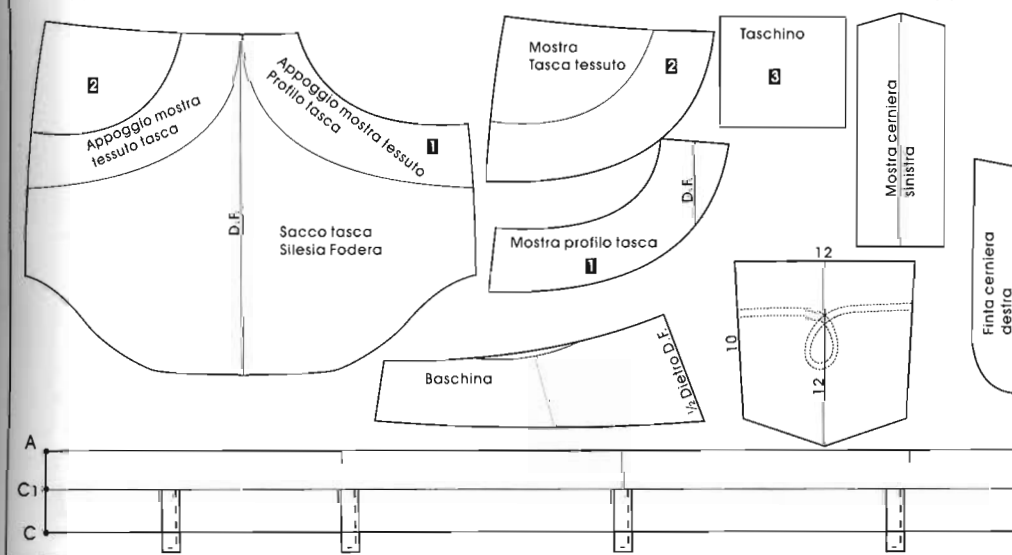 2
Appoggio mostra
tessuto tasca
Appoggio mostra tessuto
Profilo tasca
1
D.F.
Sacco tasca
Silesia Fodera
Mostra
Tasca tessuto
2
Mostra profilo tasca
1
D.F.
Taschino
3
Mostra cerniera
sinistra
Finta cerniera
destra
Baschina
1/2 Dietro D.F.
12
10
12
A
C1
C